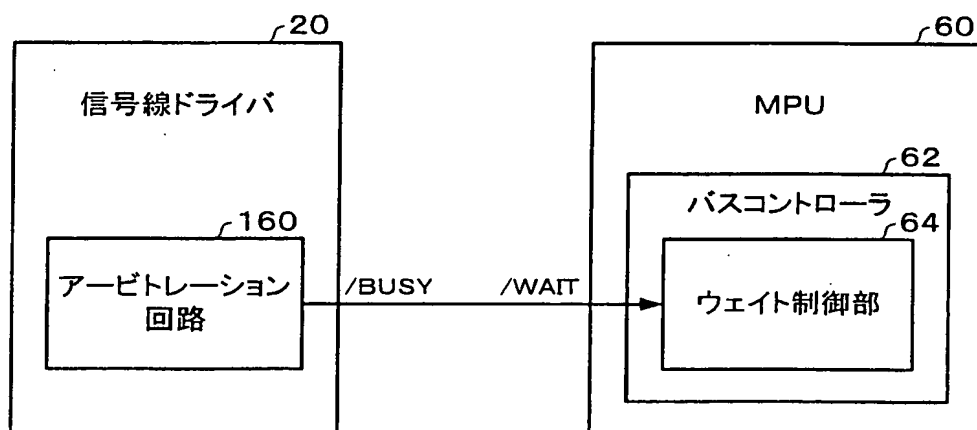 20
信号線ドライバ
160
アービトレーション
回路
/BUSY
/WAIT
60
MPU
62
バスコントローラ
64
ウェイト制御部